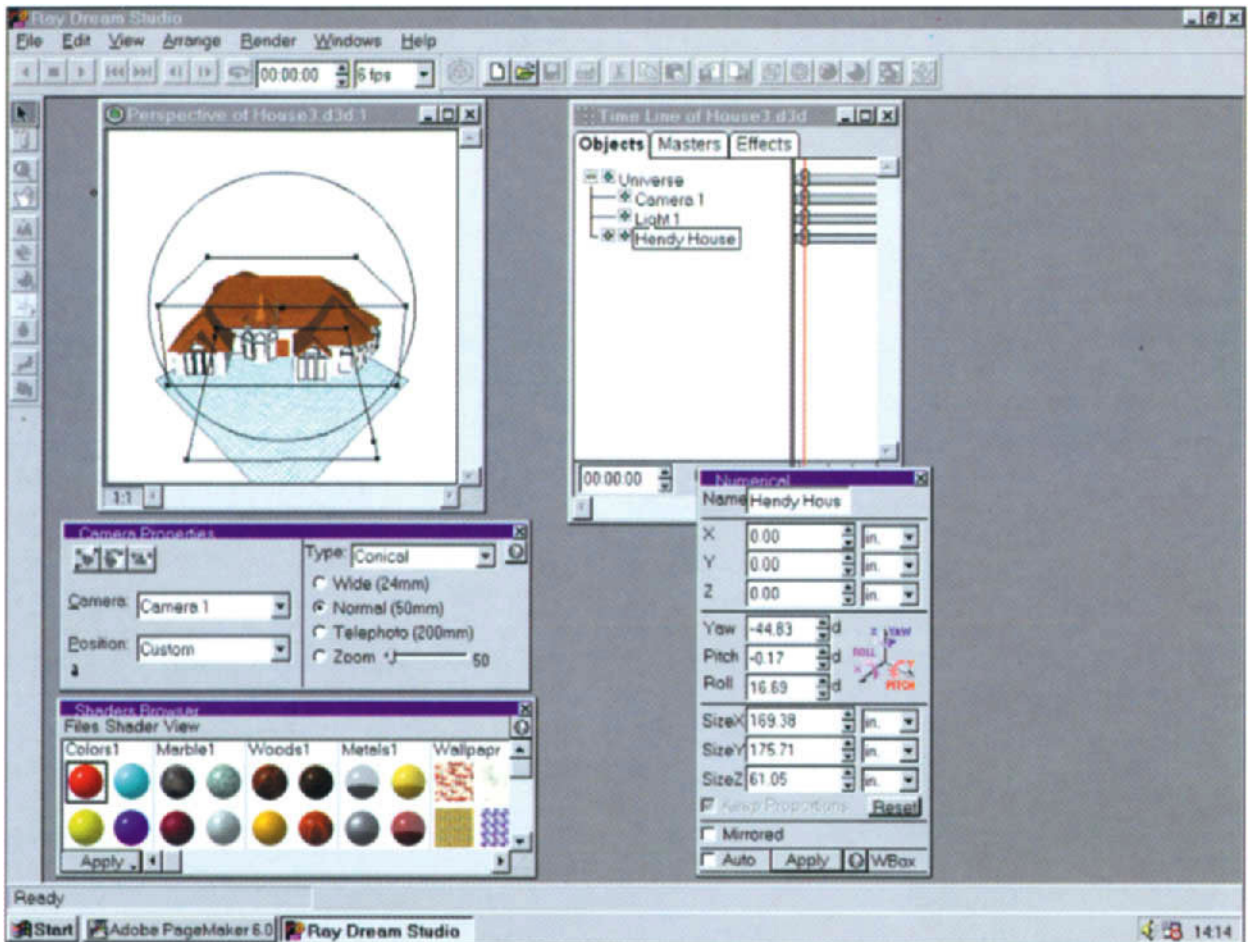 Ray Dream Studio
File Edit View Arrange Render Windows Help
00:00:00 6 fps
Perspective of House3.d3d:1
1:1
Time Line of House3.d3d
Objects Masters Effects
Universe
Camera 1
Light 1
Hendy House
00:00:00
Camera Properties
Camera: Camera 1
Position: Custom
Type: Conical
Wide (24mm)
Normal (50mm)
Telephoto (200mm)
Zoom 50
Shaders Browser
Files Shader View
Colors1 Marble1 Woods1 Metals1 Wallpapr
Apply
Numerical
Name Hendy Hous
X 0.00 in.
Y 0.00 in.
Z 0.00 in.
Yaw -44.83 d
Pitch -0.17 d
Roll 16.69 d
Z YAW
ROLL
X Y
PITCH
SizeX 169.38 in.
SizeY 175.71 in.
SizeZ 61.05 in.
Keep Proportions Reset
Mirrored
Auto Apply WBox
Ready
Start Adobe PageMaker 6.0 Ray Dream Studio 14:14